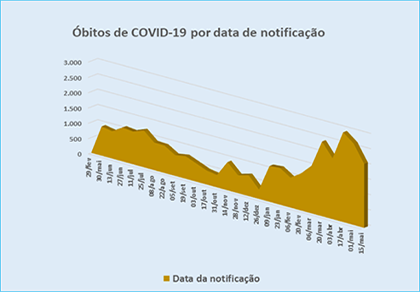 Óbitos de COVID-19 por data de notificação
3.000
2.500
2.000
1.500
1.000
500
0
29/fev
30/mai
13/jun
27/jun
11/jul
25/jul
08/ago
22/ago
05/set
19/set
03/out
17/out
31/out
14/nov
28/nov
12/dez
26/dez
09/jan
23/jan
06/fev
20/fev
06/mar
20/mar
03/abr
17/abr
01/mai
15/mai
Data da notificação